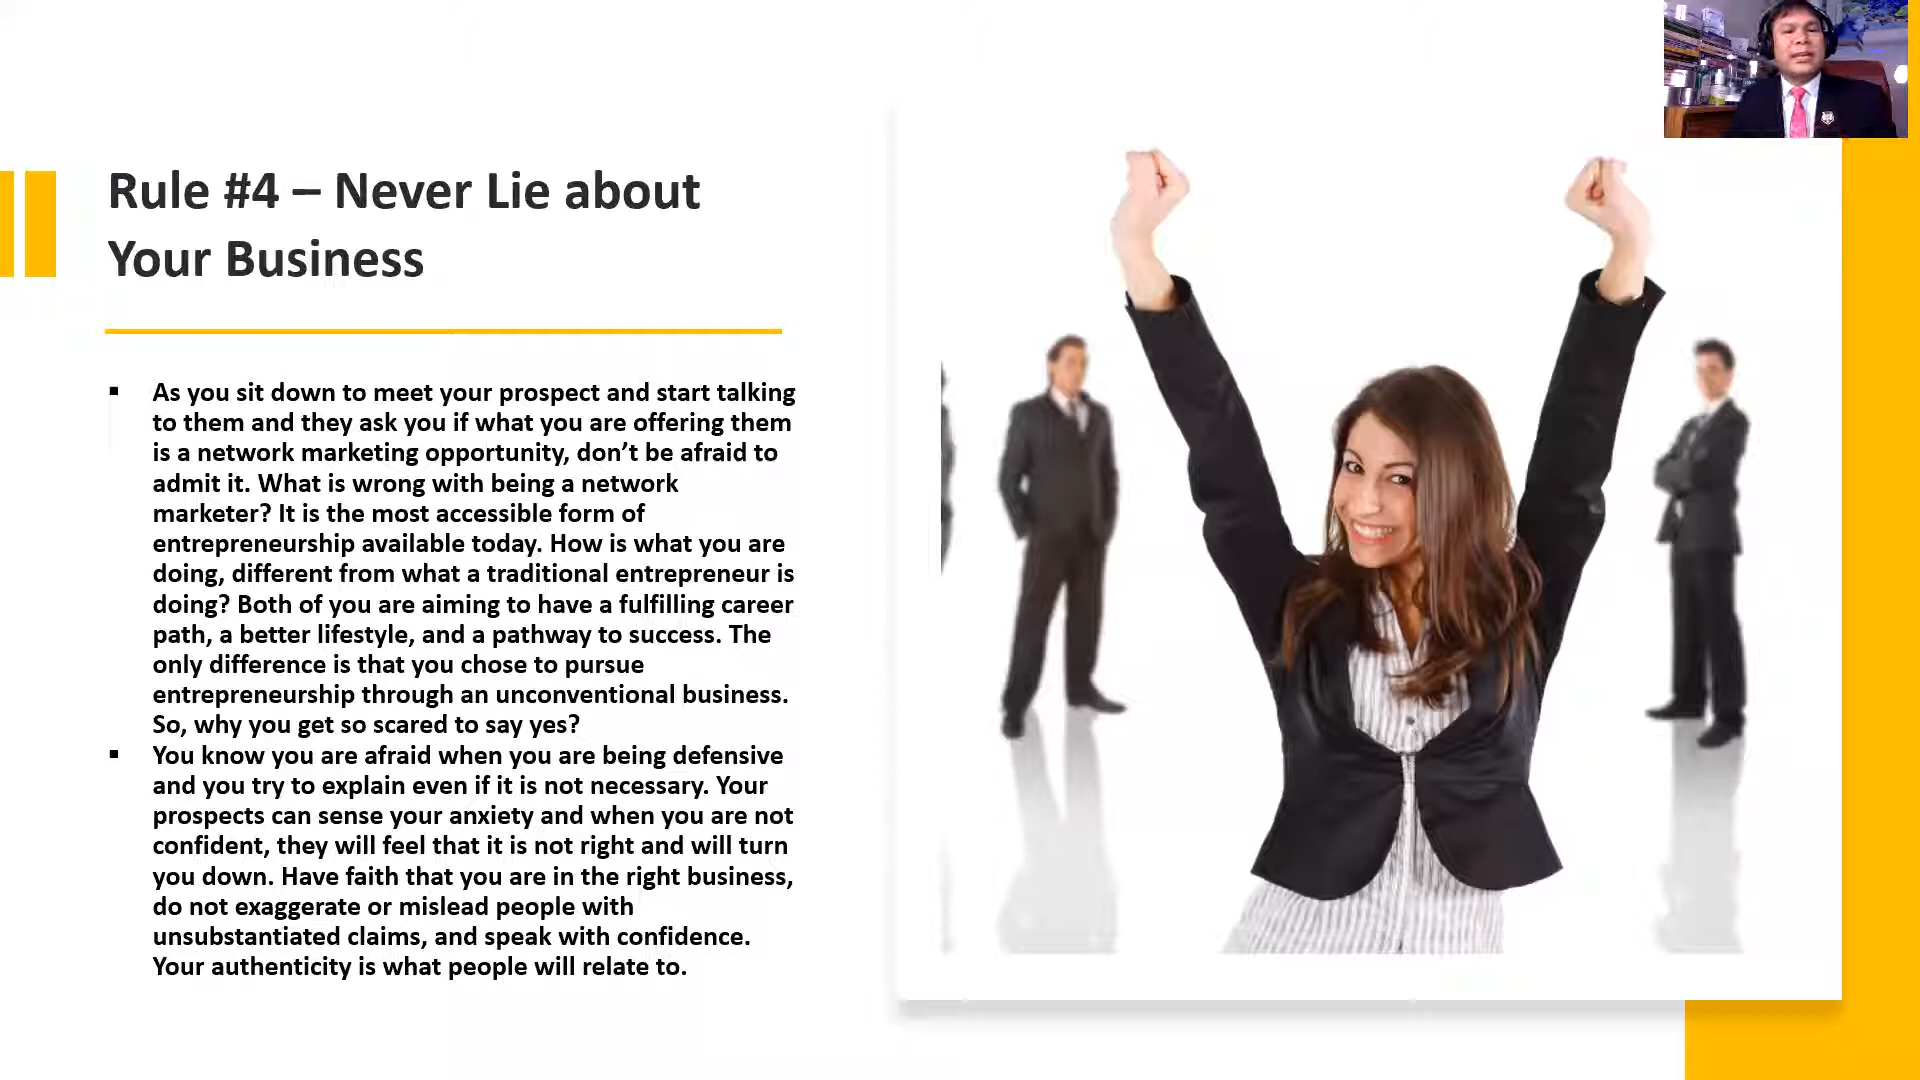 Rule #4 – Never Lie about
Your Business
▪ As you sit down to meet your prospect and start talking
to them and they ask you if what you are offering them
is a network marketing opportunity, don’t be afraid to
admit it. What is wrong with being a network
marketer? It is the most accessible form of
entrepreneurship available today. How is what you are
doing, different from what a traditional entrepreneur is
doing? Both of you are aiming to have a fulfilling career
path, a better lifestyle, and a pathway to success. The
only difference is that you chose to pursue
entrepreneurship through an unconventional business.
So, why you get so scared to say yes?
▪ You know you are afraid when you are being defensive
and you try to explain even if it is not necessary. Your
prospects can sense your anxiety and when you are not
confident, they will feel that it is not right and will turn
you down. Have faith that you are in the right business,
do not exaggerate or mislead people with
unsubstantiated claims, and speak with confidence.
Your authenticity is what people will relate to.